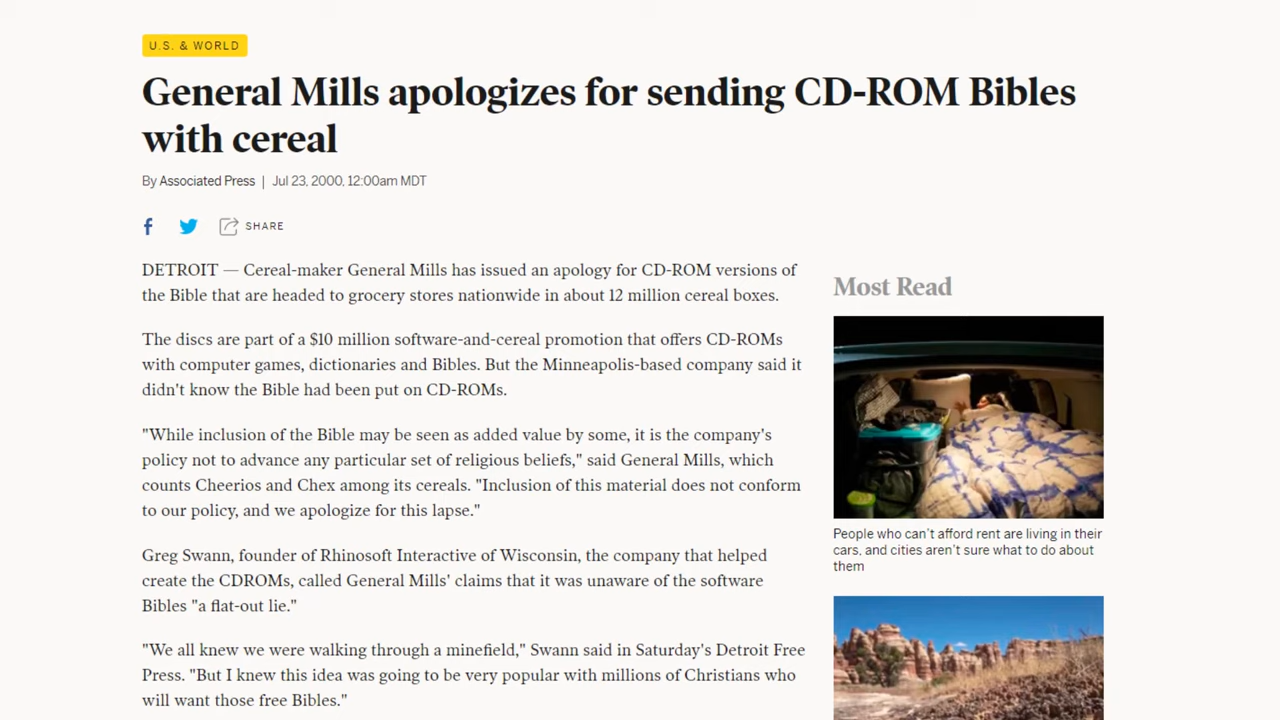 U.S. & WORLD
General Mills apologizes for sending CD-ROM Bibles
with cereal
By Associated Press | Jul 23, 2000, 12:00am MDT
SHARE
DETROIT — Cereal-maker General Mills has issued an apology for CD-ROM versions of
the Bible that are headed to grocery stores nationwide in about 12 million cereal boxes.
The discs are part of a $10 million software-and-cereal promotion that offers CD-ROMs
with computer games, dictionaries and Bibles. But the Minneapolis-based company said it
didn't know the Bible had been put on CD-ROMs.
"While inclusion of the Bible may be seen as added value by some, it is the company's
policy not to advance any particular set of religious beliefs," said General Mills, which
counts Cheerios and Chex among its cereals. "Inclusion of this material does not conform
to our policy, and we apologize for this lapse."
Greg Swann, founder of Rhinosoft Interactive of Wisconsin, the company that helped
create the CDROMs, called General Mills' claims that it was unaware of the software
Bibles "a flat-out lie."
"We all knew we were walking through a minefield," Swann said in Saturday's Detroit Free
Press. "But I knew this idea was going to be very popular with millions of Christians who
will want those free Bibles."
Most Read
People who can't afford rent are living in their
cars, and cities aren't sure what to do about
them